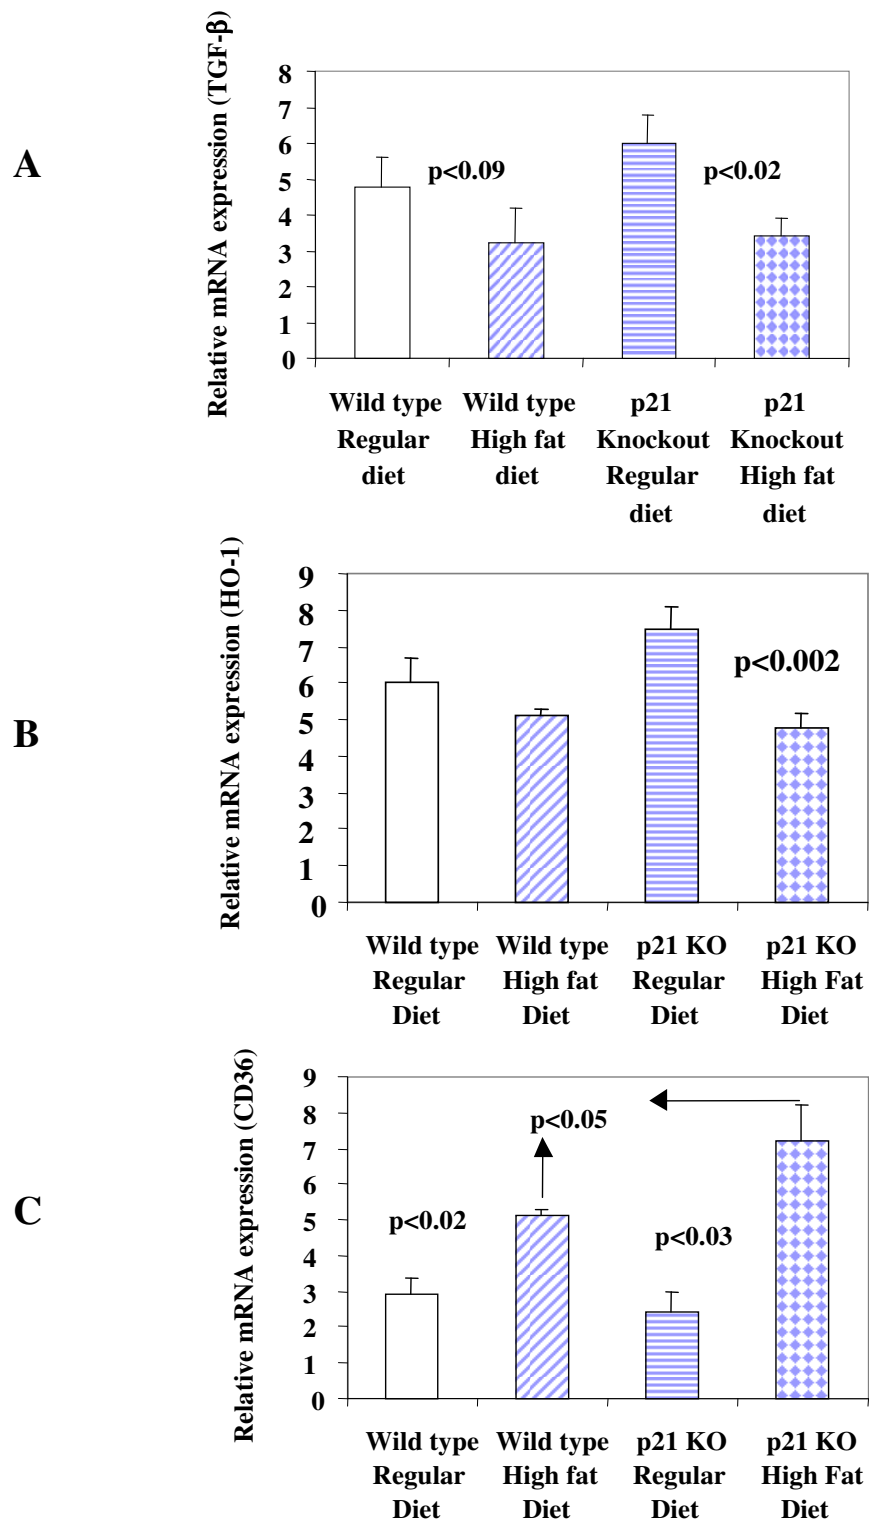 A
Relative mRNA expression (TGF-β)
8
7
6
5
4
3
2
1
0
p<0.09
p<0.02
Wild type Wild type p21 p21
Regular High fat Knockout Knockout
diet diet Regular High fat
diet diet
B
Relative mRNA expression (HO-1)
9
8
7
6
5
4
3
2
1
0
p<0.002
Wild type Wild type p21 KO p21 KO
Regular High fat Regular High Fat
Diet Diet Diet Diet
C
Relative mRNA expression (CD36)
9
8
7
6
5
4
3
2
1
0
p<0.05
p<0.02
p<0.03
Wild type Wild type p21 KO p21 KO
Regular High fat Regular High Fat
Diet Diet Diet Diet